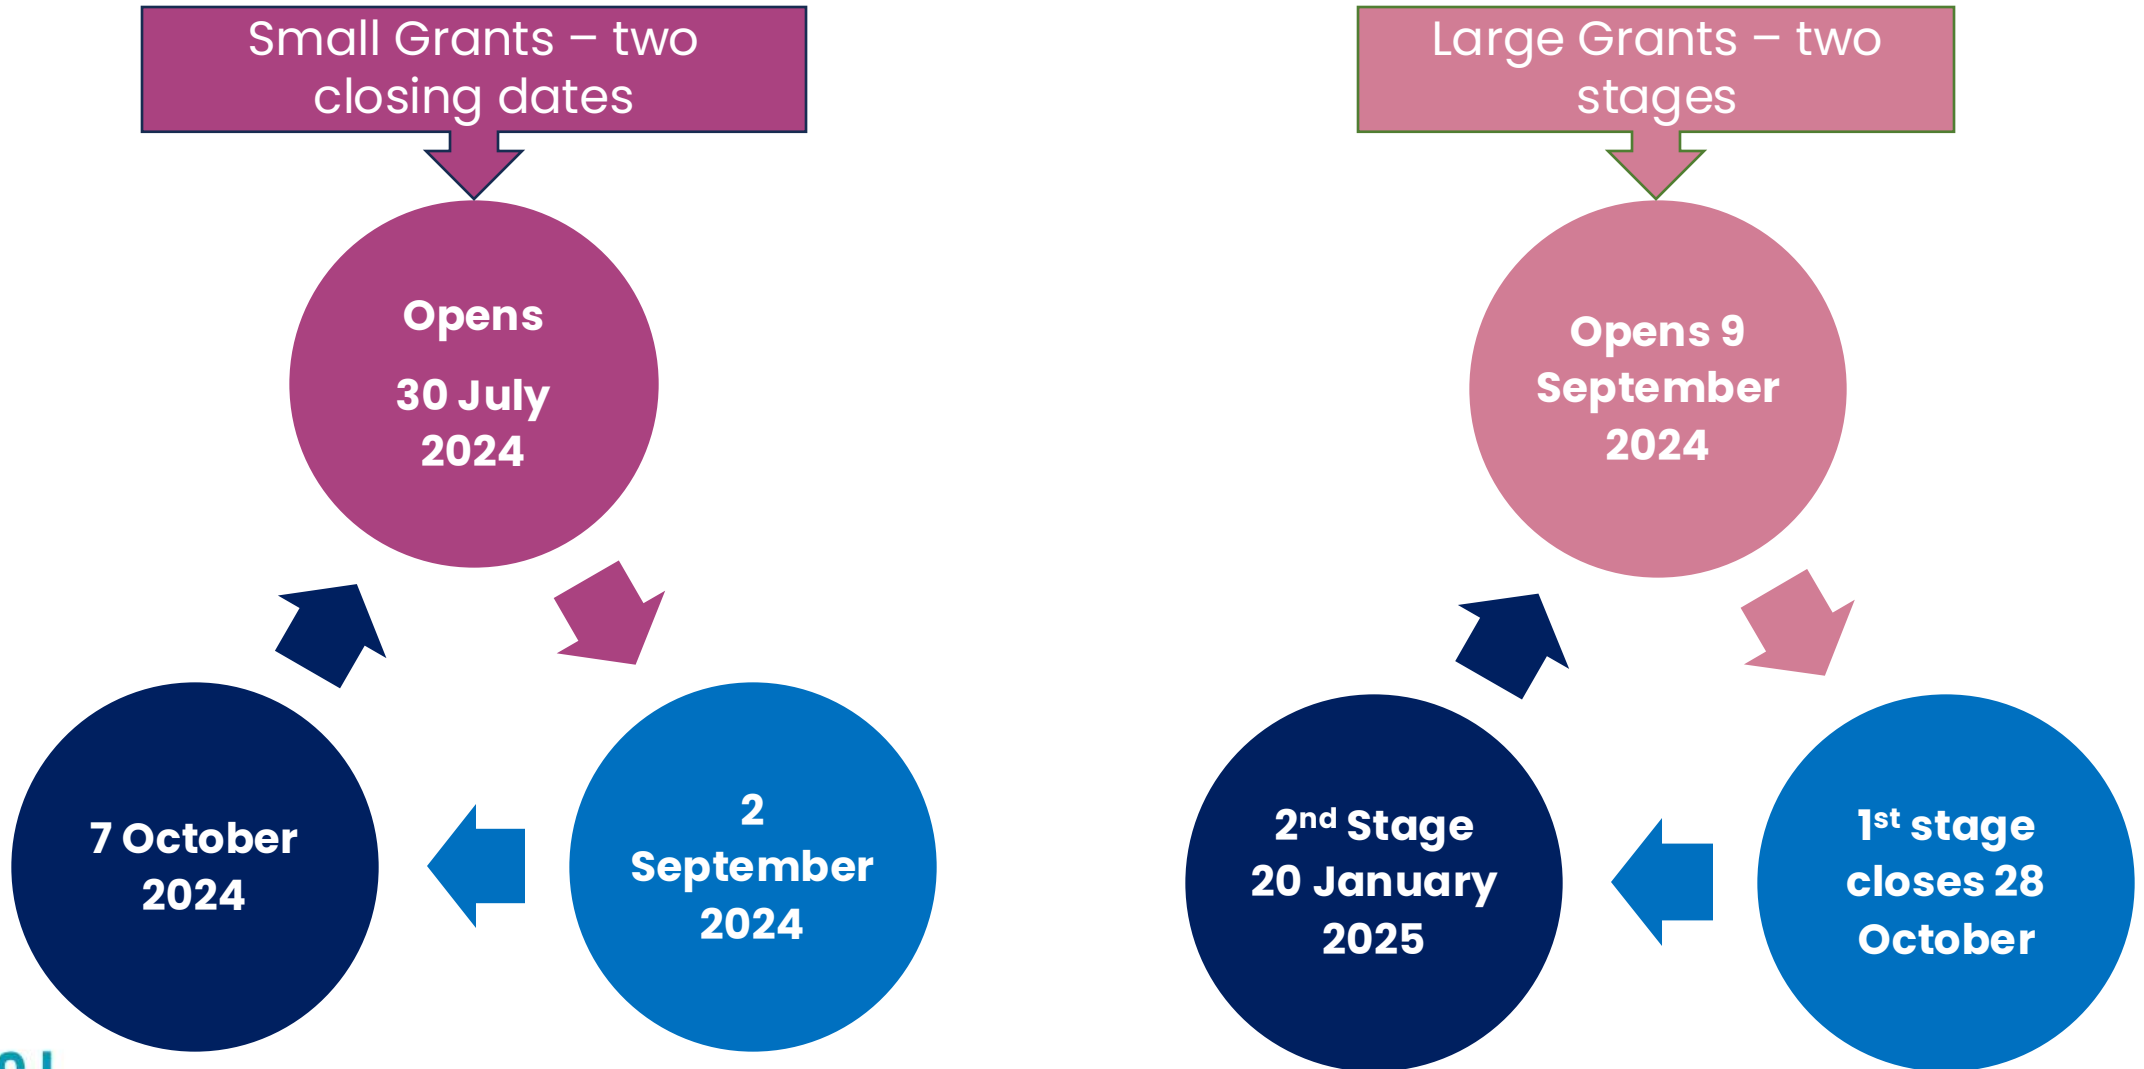 Small Grants – two
closing dates
Opens
30 July
2024
2
September
2024
7 October
2024
Large Grants – two
stages
Opens 9
September
2024
1st stage
closes 28
October
2nd Stage
20 January
2025